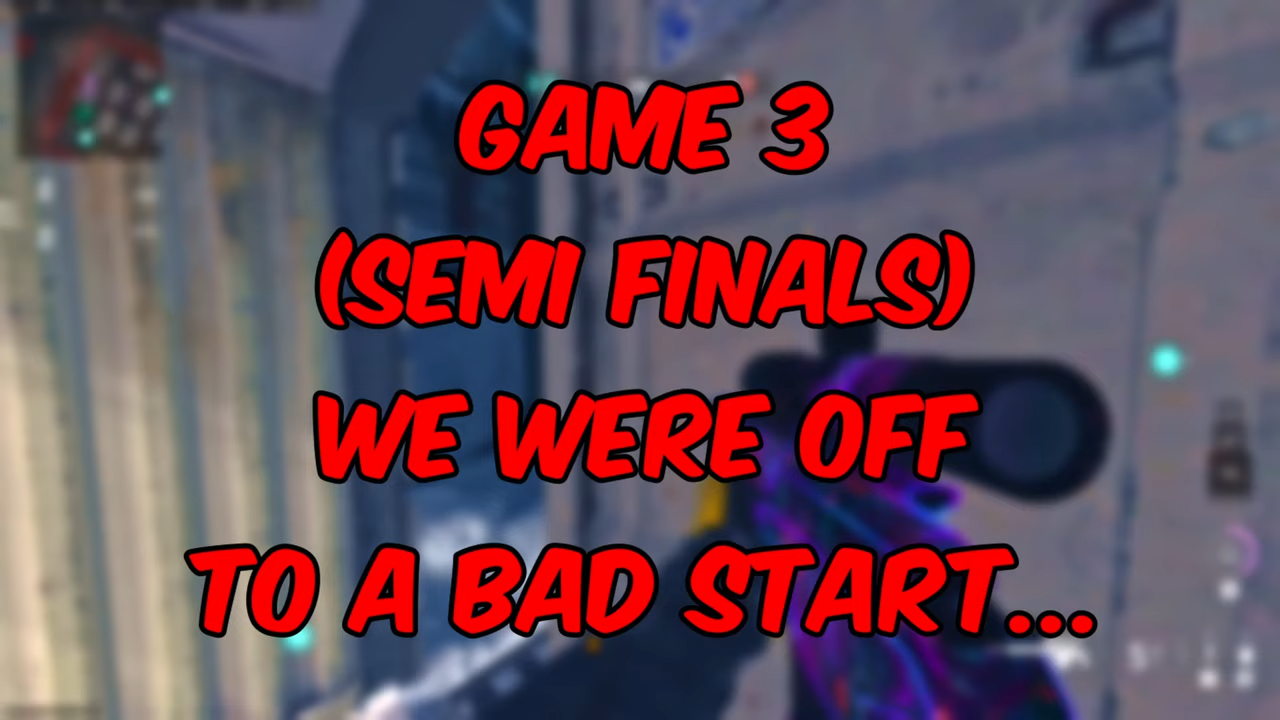 GAME 3
(SEMI FINALS)
WE WERE OFF
TO A BAD START...